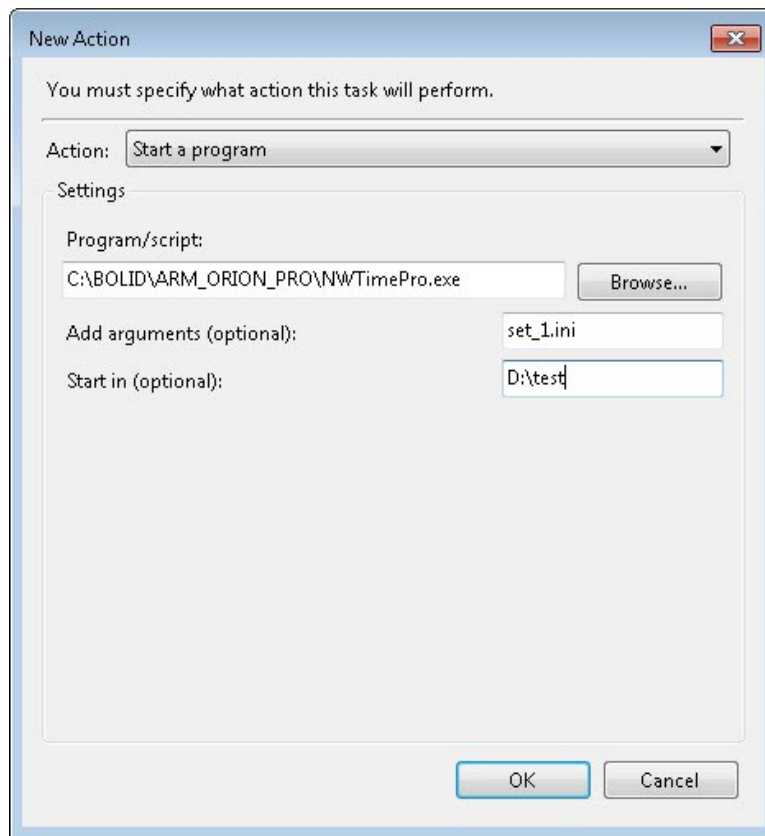 New Action
You must specify what action this task will perform.
Action: Start a program
Settings
Program/script:
C:\BOLID\ARM_ORION_PRO\NWTimePro.exe Browse...
Add arguments (optional): set_1.ini
Start in (optional): D:\test
OK Cancel